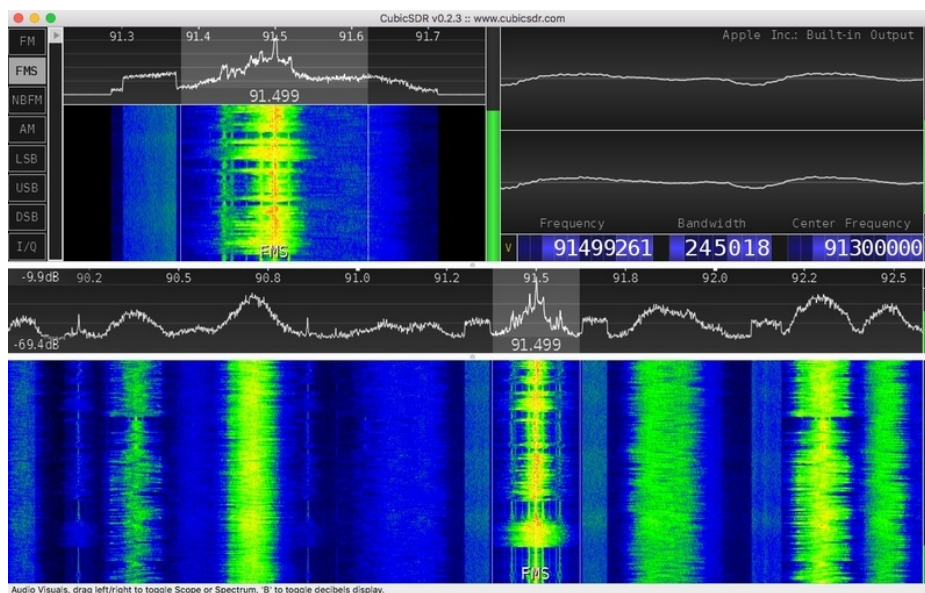 CubicSDR v0.2.3 :: www.cubicsdr.com
FM
FMS
NBFM
AM
LSB
USB
DSB
I/Q
91.3 91.4 91.5 91.6 91.7
91.499
FMS
Apple Inc.: Built-in Output
Frequency Bandwidth Center Frequency
V 91499261 245018 91300000
-9.9dB 90.2 90.5 90.8 91.0 91.2 91.5 91.8 92.0 92.2 92.5
-69.4dB
91.499
FMS
Audio Visuals, drag left/right to toggle Scope or Spectrum, 'B' to toggle decibels display.